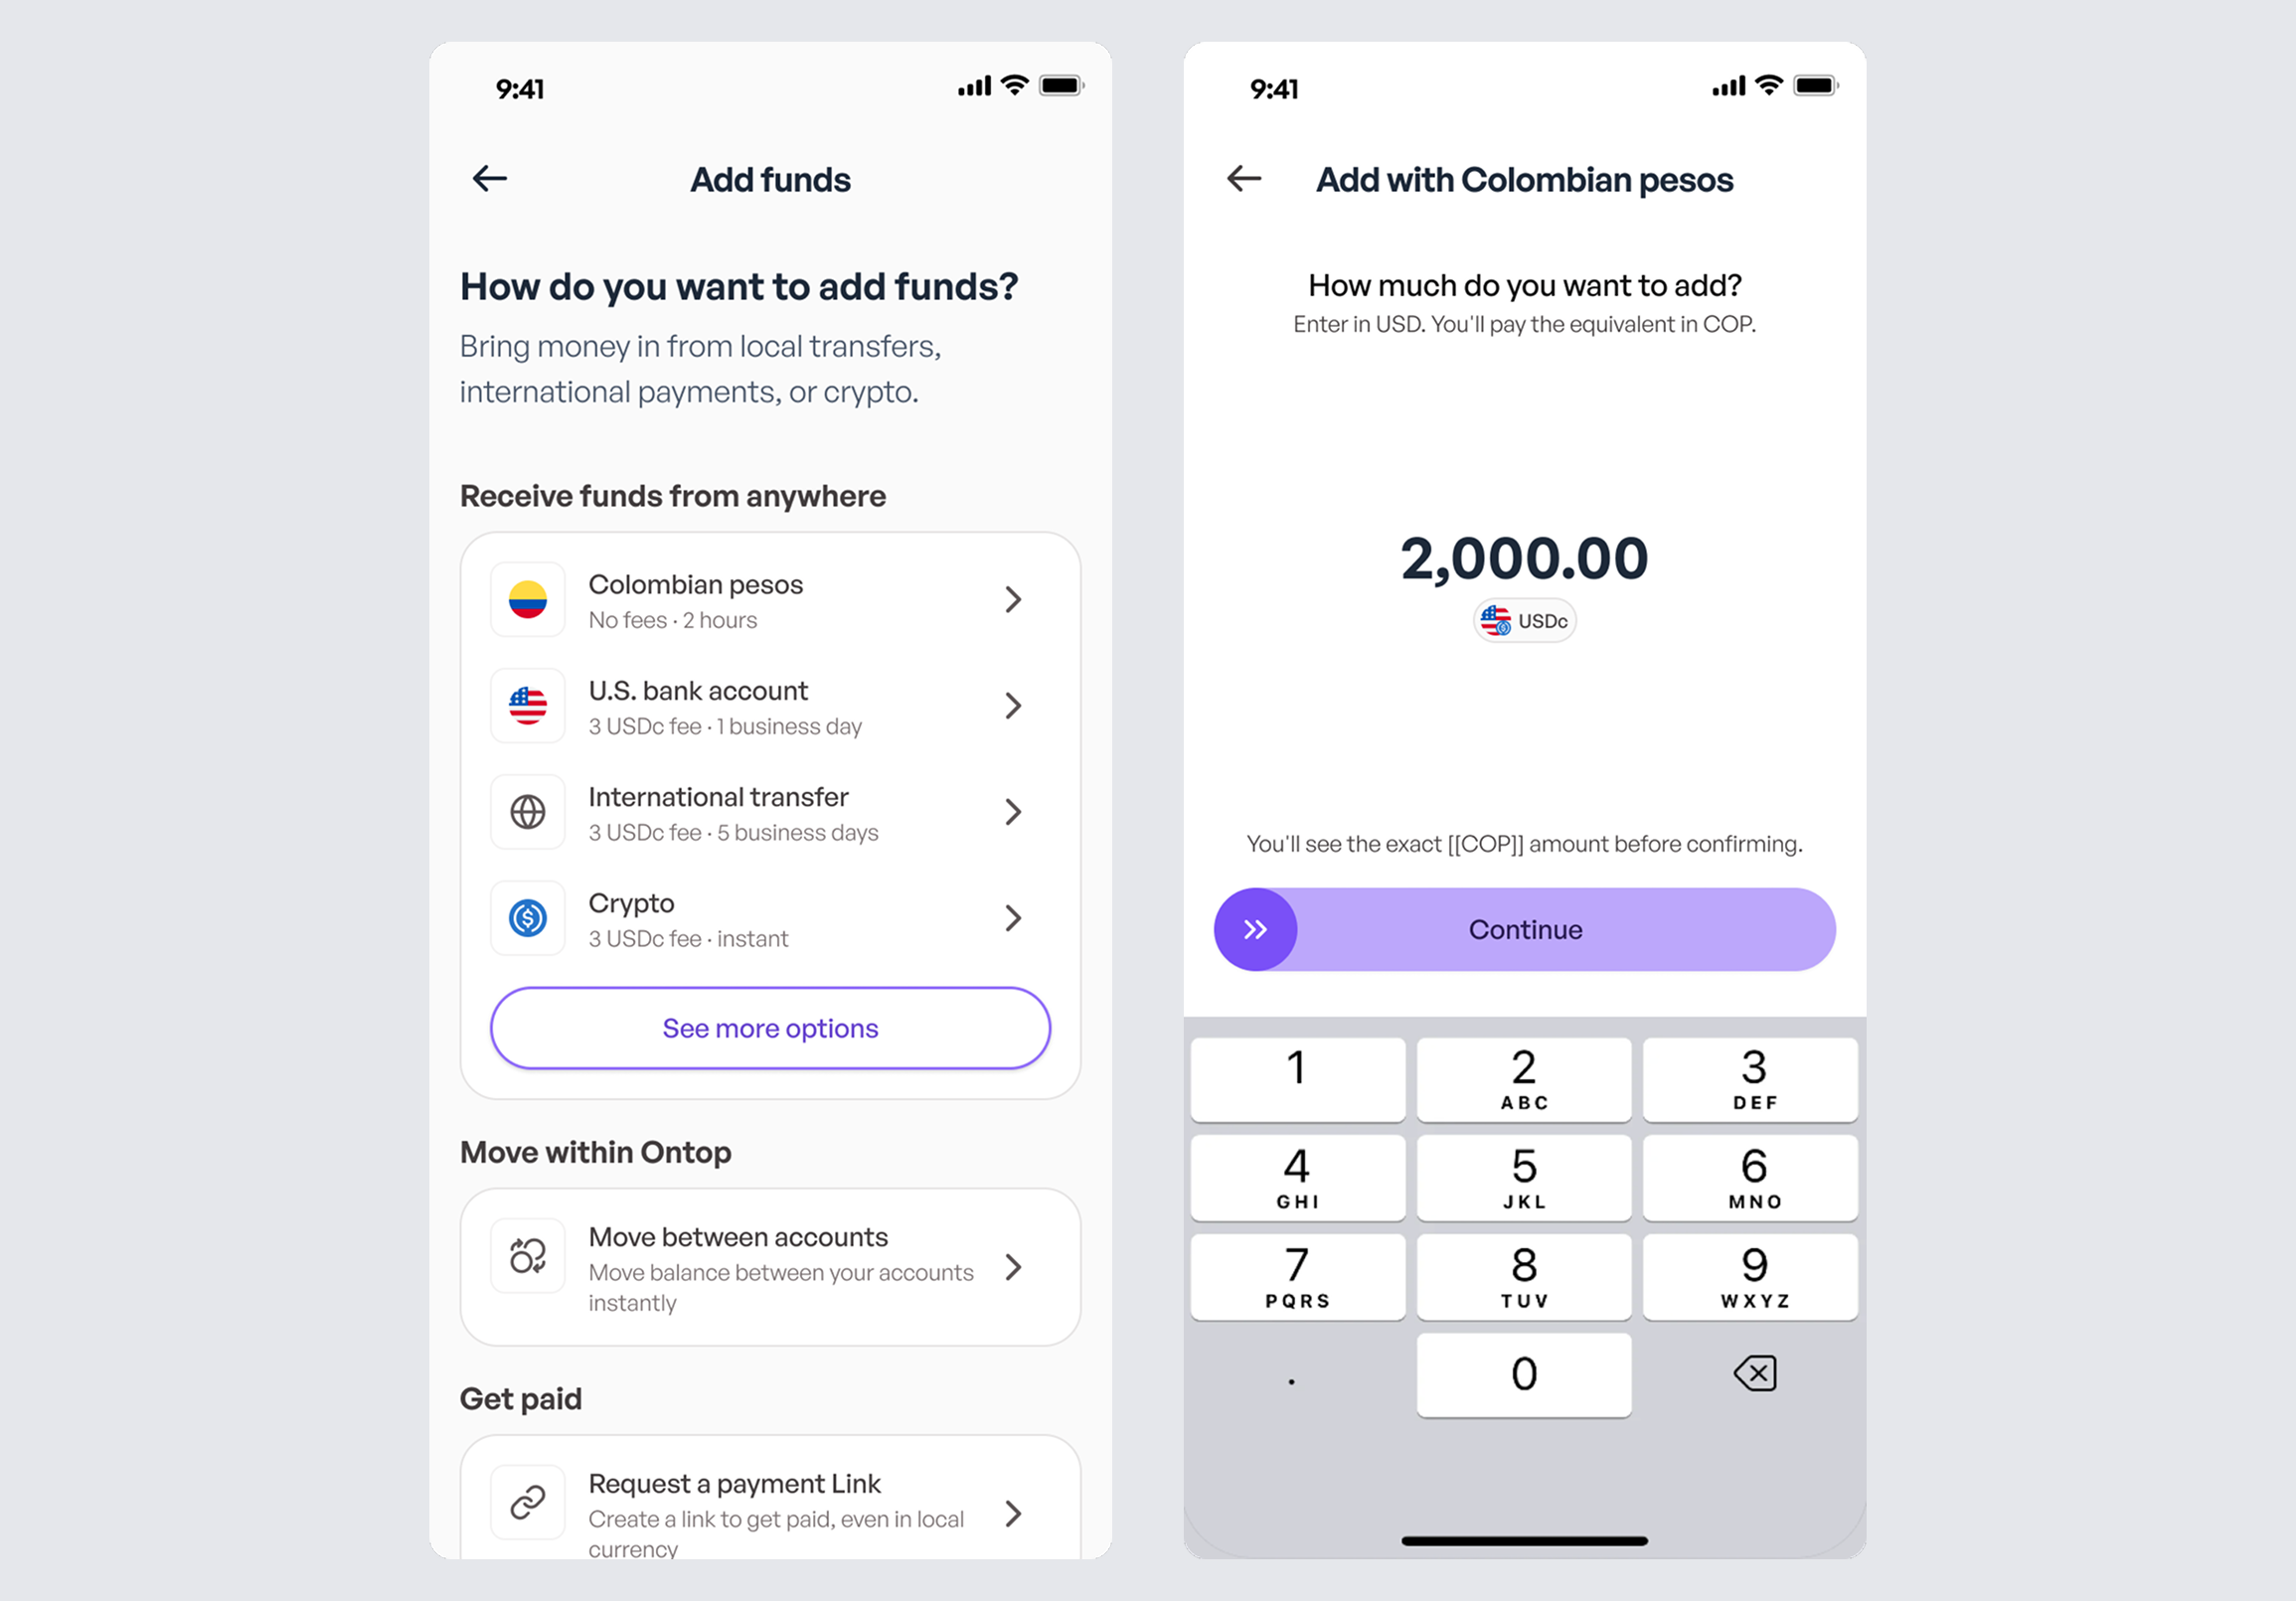 9:41
Add funds
How do you want to add funds?
Bring money in from local transfers,
international payments, or crypto.
Receive funds from anywhere
Colombian pesos
No fees · 2 hours
U.S. bank account
3 USDc fee · 1 business day
International transfer
3 USDc fee · 5 business days
Crypto
3 USDc fee · instant
See more options
Move within Ontop
Move between accounts
Move balance between your accounts
instantly
Get paid
Request a payment Link
Create a link to get paid, even in local
currency
9:41
Add with Colombian pesos
How much do you want to add?
Enter in USD. You'll pay the equivalent in COP.
2,000.00
USDc
You'll see the exact [[COP]] amount before confirming.
Continue
1
2
ABC
3
DEF
4
GHI
5
JKL
6
MNO
7
PQRS
8
TUV
9
WXYZ
.
0